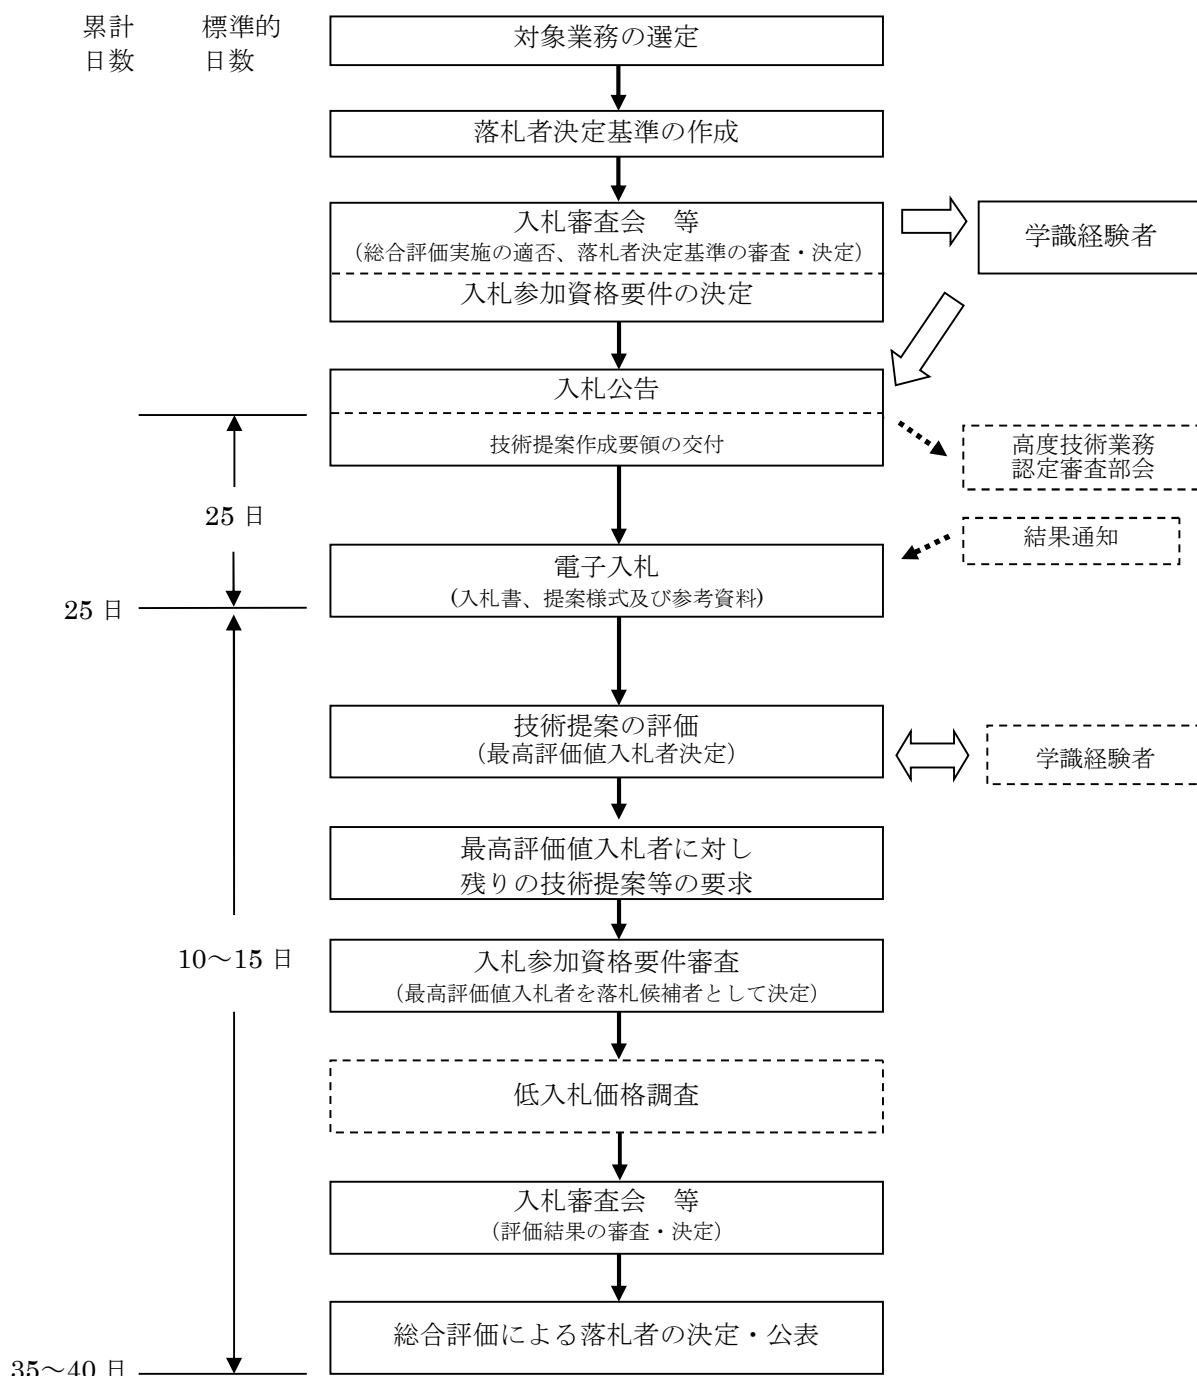 累計
日数
標準的
日数
対象業務の選定
落札者決定基準の作成
入札審査会　等
（総合評価実施の適否、落札者決定基準の審査・決定）
入札参加資格要件の決定
学識経験者
入札公告
技術提案作成要領の交付
高度技術業務
認定審査部会
25 日
結果通知
電子入札
(入札書、提案様式及び参考資料)
25 日
技術提案の評価
（最高評価値入札者決定）
学識経験者
最高評価値入札者に対し
残りの技術提案等の要求
10～15 日
入札参加資格要件審査
（最高評価値入札者を落札候補者として決定）
低入札価格調査
入札審査会　等
（評価結果の審査・決定）
総合評価による落札者の決定・公表
35～40 日